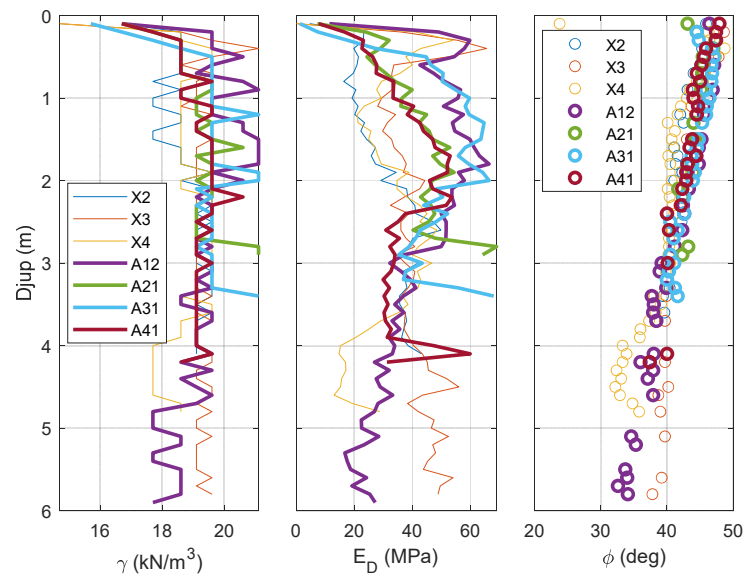 0
1
2
3
4
5
6
Djup (m)
16
18
20
γ (kN/m³)
X2
X3
X4
A12
A21
A31
A41
0
20
40
60
E_D (MPa)
20
30
40
50
ϕ (deg)
X2
X3
X4
A12
A21
A31
A41